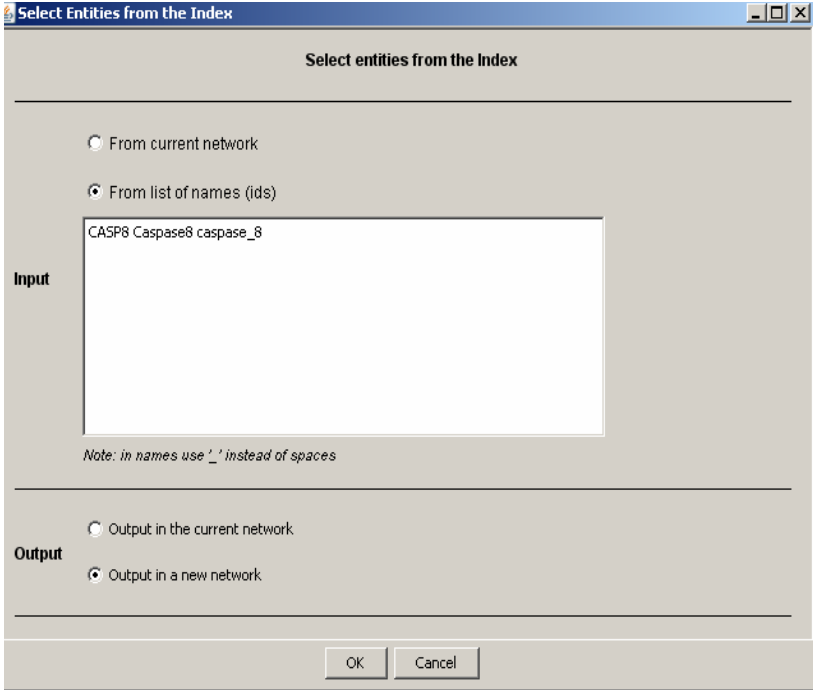 Select Entities from the Index
Select entities from the Index
From current network
From list of names (ids)
CASP8 Caspase8 caspase_8
Input
Note: in names use '_' instead of spaces
Output in the current network
Output
Output in a new network
OK Cancel